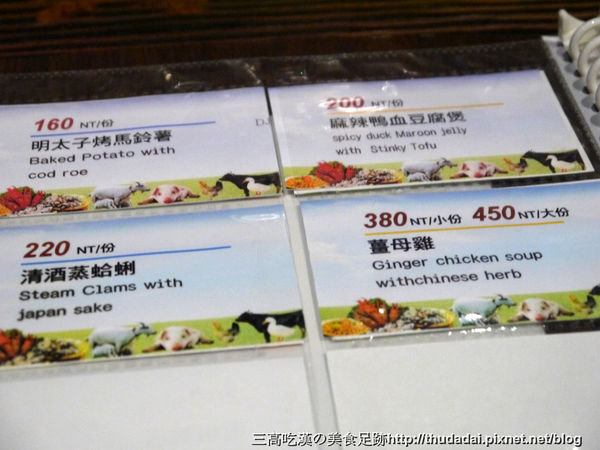 160 NT/份
明太子烤馬鈴薯
Baked Potato with
cod roe
200 NT/份
麻辣鴨血豆腐煲
spicy duck Maroon jelly
with Stinky Tofu
220 NT/份
清酒蒸蛤蜊
Steam Clams with
japan sake
380 NT/小份 450 NT/大份
薑母雞
Ginger chicken soup
withchinese herb
三高吃漢の美食足跡http://thudadai.pixnet.net/blog